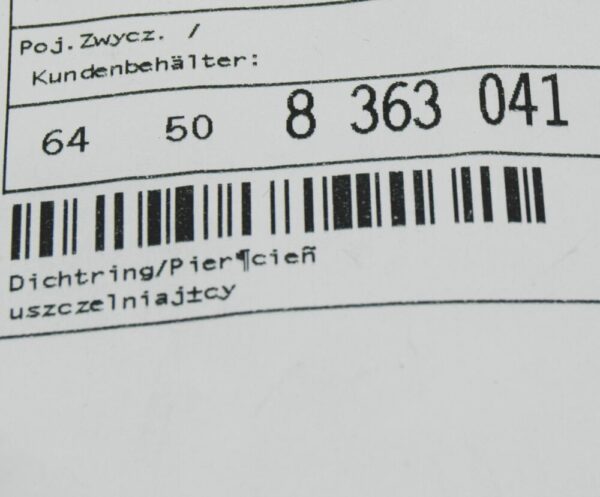 Poj.Zwycz. /
Kundenbehälter:
64 50 8 363 041
Dichtring/Pier¶cieñ
uszczelniaj±cy